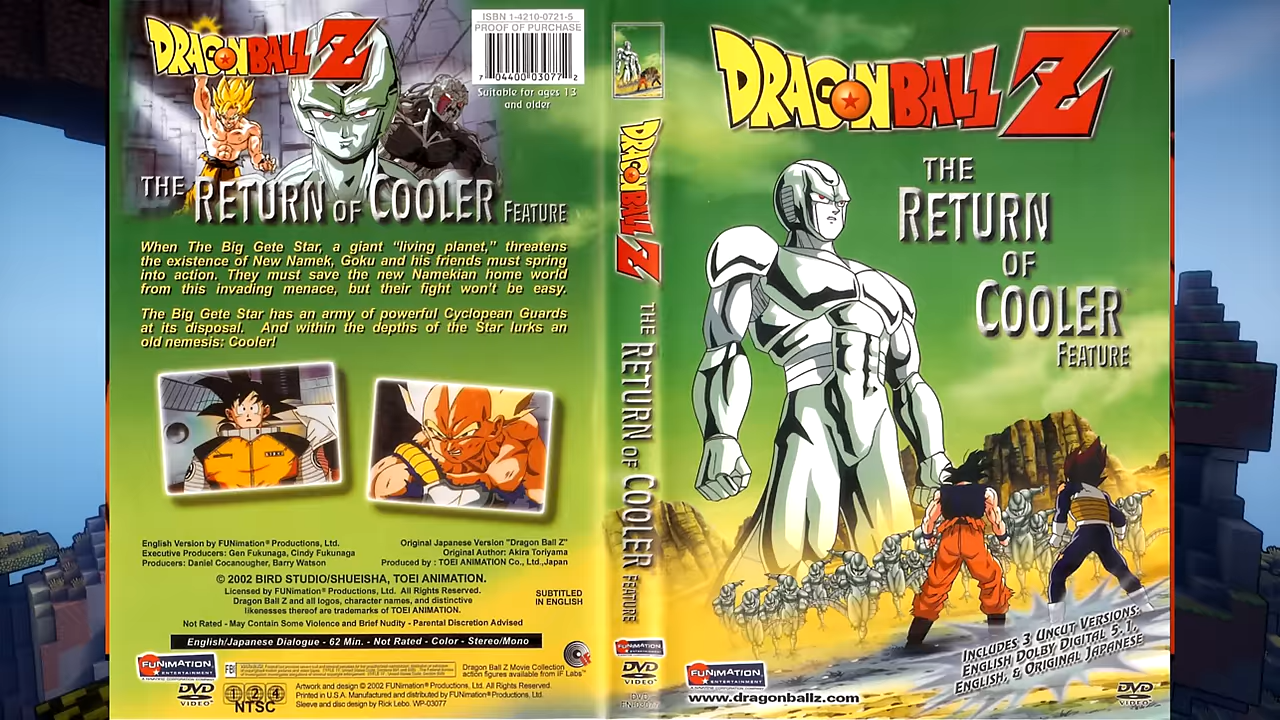 DRAGON BALL Z
ISBN 1-4210-0721-5
PROOF OF PURCHASE
7 04400 03077 2
Suitable for ages 13
and older
THE RETURN OF COOLER FEATURE
When The Big Gete Star, a giant “living planet,” threatens
the existence of New Namek, Goku and his friends must spring
into action. They must save the new Namekian home world
from this invading menace, but their fight won’t be easy.
The Big Gete Star has an army of powerful Cyclopean Guards
at its disposal. And within the depths of the Star lurks an
old nemesis: Cooler!
English Version by FUNimation® Productions, Ltd.
Executive Producers: Gen Fukunaga, Cindy Fukunaga
Producers: Daniel Cocanougher, Barry Watson
Original Japanese Version "Dragon Ball Z"
Original Author: Akira Toriyama
Produced by : TOEI ANIMATION Co., Ltd.,Japan
© 2002 BIRD STUDIO/SHUEISHA, TOEI ANIMATION.
Licensed by FUNimation® Productions, Ltd. All Rights Reserved.
Dragon Ball Z and all logos, character names, and distinctive
likenesses thereof are trademarks of TOEI ANIMATION.
SUBTITLED
IN ENGLISH
Not Rated - May Contain Some Violence and Brief Nudity - Parental Discretion Advised
English/Japanese Dialogue - 62 Min. - Not Rated - Color - Stereo/Mono
FUNIMATION
ENTERTAINMENT
FBI
Dragon Ball Z Movie Collection
action figures available from IF Labs™
DVD
VIDEO
1 2 4
NTSC
Artwork and design © 2002 FUNimation® Productions, Ltd. All Rights Reserved.
Printed in U.S.A. Manufactured and distributed by FUNimation® Productions, Ltd.
Sleeve and disc design by Rick Lebo. WP-03077
DRAGON BALL Z
THE RETURN OF COOLER FEATURE
FUNIMATION
ENTERTAINMENT
DVD
VIDEO
DVD
FN-03077
DRAGON BALL Z
THE
RETURN
OF
COOLER
FEATURE
INCLUDES 3 UNCUT VERSIONS:
ENGLISH DOLBY DIGITAL 5.1,
ENGLISH, & ORIGINAL JAPANESE
FUNIMATION
ENTERTAINMENT
www.dragonballz.com
DVD
VIDEO